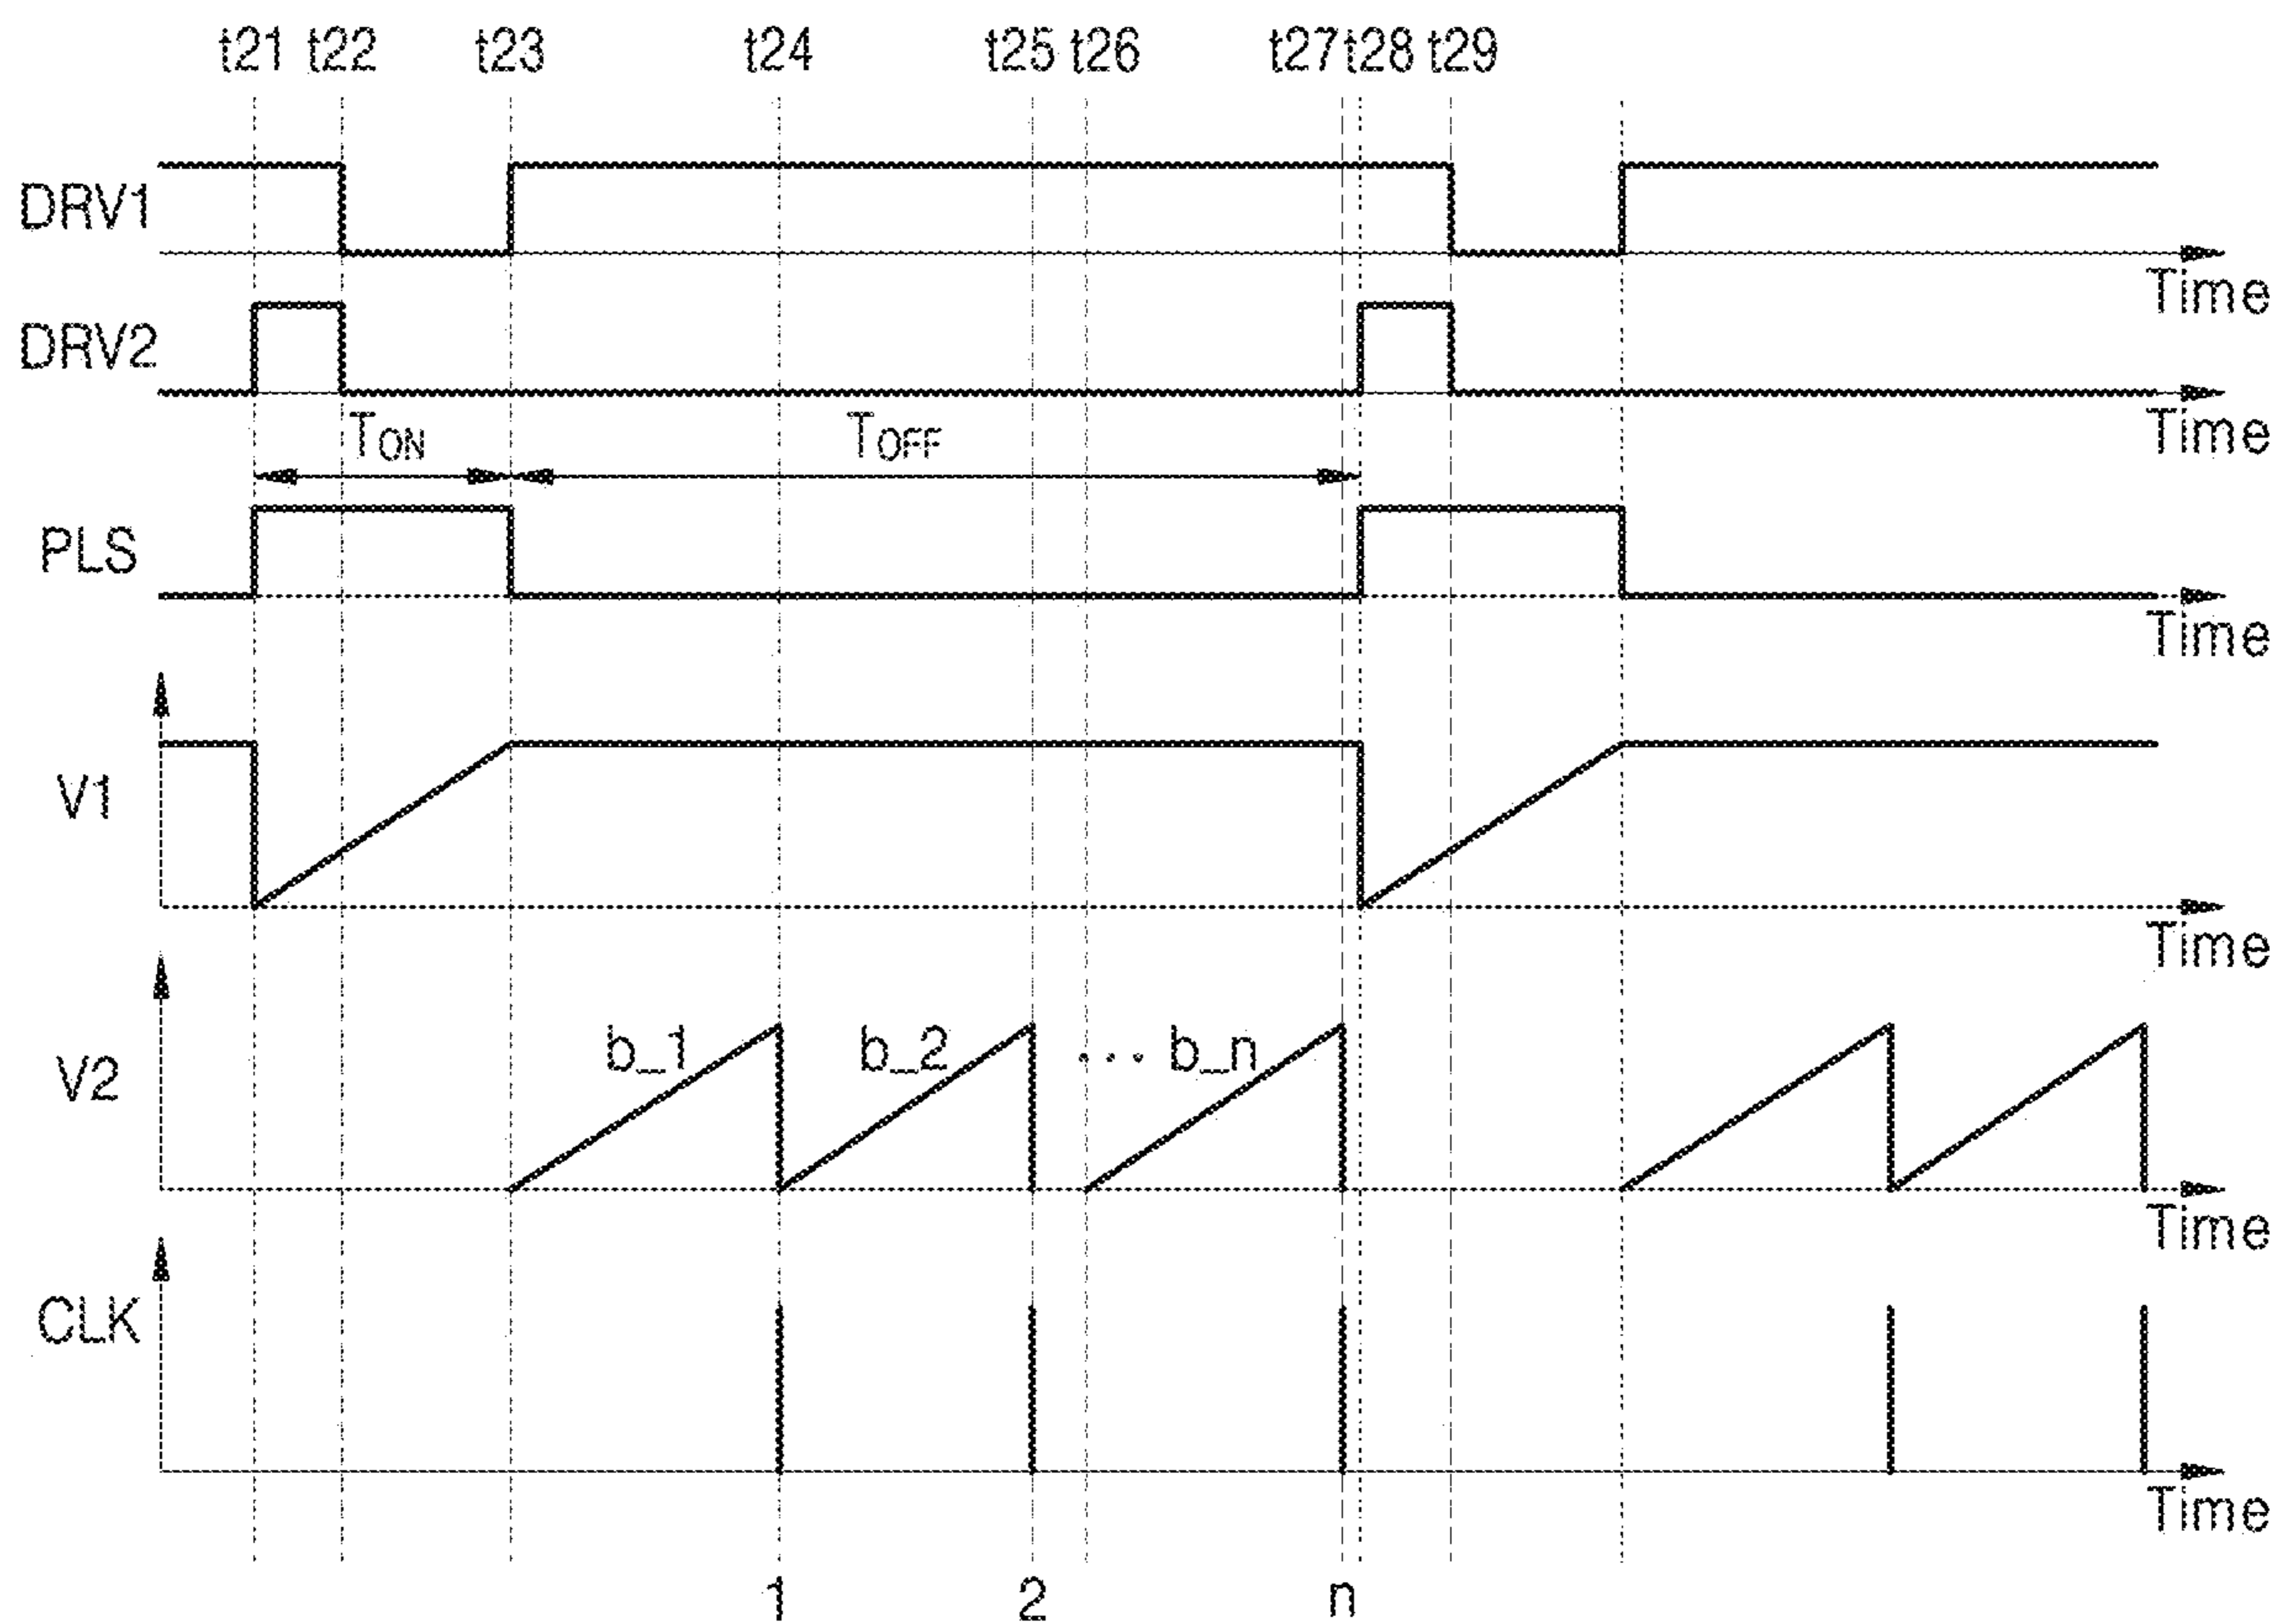 t21 t22 t23 t24 t25 t26 t27 t28 t29
DRV1
Time
DRV2
Time
TON TOFF
PLS
Time
V1
Time
b_1 b_2 ... b_n
V2
Time
CLK
Time
1 2 n